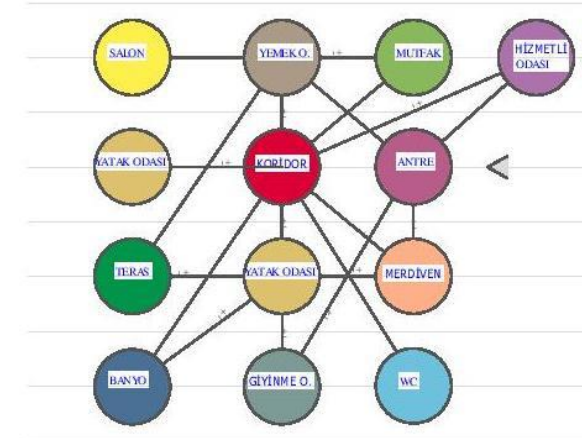 SALON
YEMEK O.
MUTFAK
HİZMETLİ
ODASI
YATAK ODASI
KORİDOR
ANTRE
TERAS
YATAK ODASI
MERDİVEN
BANYO
GİYİNME O.
WC